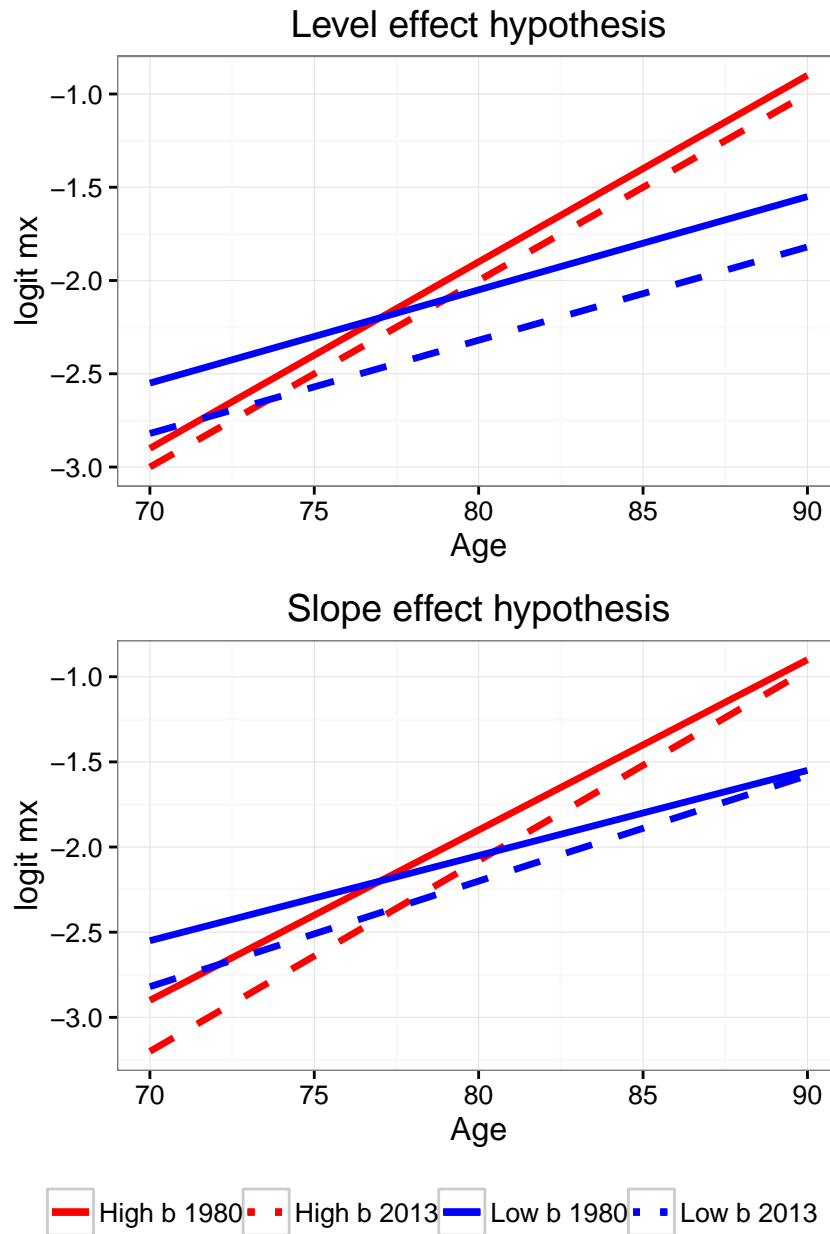 Level effect hypothesis
−1.0
−1.5
−2.0
−2.5
−3.0
logit mx
70 75 80 85 90
Age
Slope effect hypothesis
−1.0
−1.5
−2.0
−2.5
−3.0
logit mx
70 75 80 85 90
Age
High b 1980 High b 2013 Low b 1980 Low b 2013